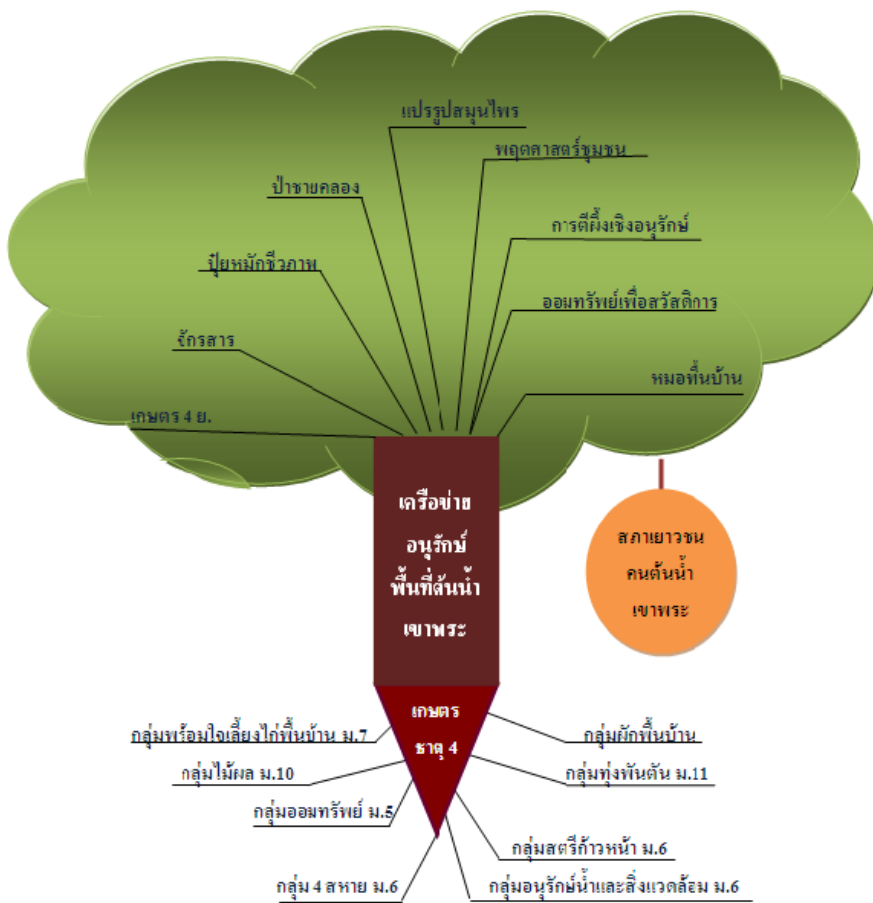 แปรรูปสมุนไพร
พฤตศาสตร์ชุมชน
ป่าชายคลอง
การตีผึ้งเชิงอนุรักษ์
ปุ๋ยหมักชีวภาพ
ออมทรัพย์เพื่อสวัสดิการ
จักรสาร
หมอพื้นบ้าน
เกษตร 4 ย.
เครือข่าย
อนุรักษ์
พื้นที่ต้นน้ำ
เขาพระ
สภาเยาวชน
คนต้นน้ำ
เขาพระ
เกษตร
ธาตุ 4
กลุ่มพร้อมใจเลี้ยงไก่พื้นบ้าน ม.7
กลุ่มผักพื้นบ้าน
กลุ่มไม้ผล ม.10
กลุ่มทุ่งพันตัน ม.11
กลุ่มออมทรัพย์ ม.5
กลุ่มสตรีก้าวหน้า ม.6
กลุ่ม 4 สหาย ม.6
กลุ่มอนุรักษ์น้ำและสิ่งแวดล้อม ม.6